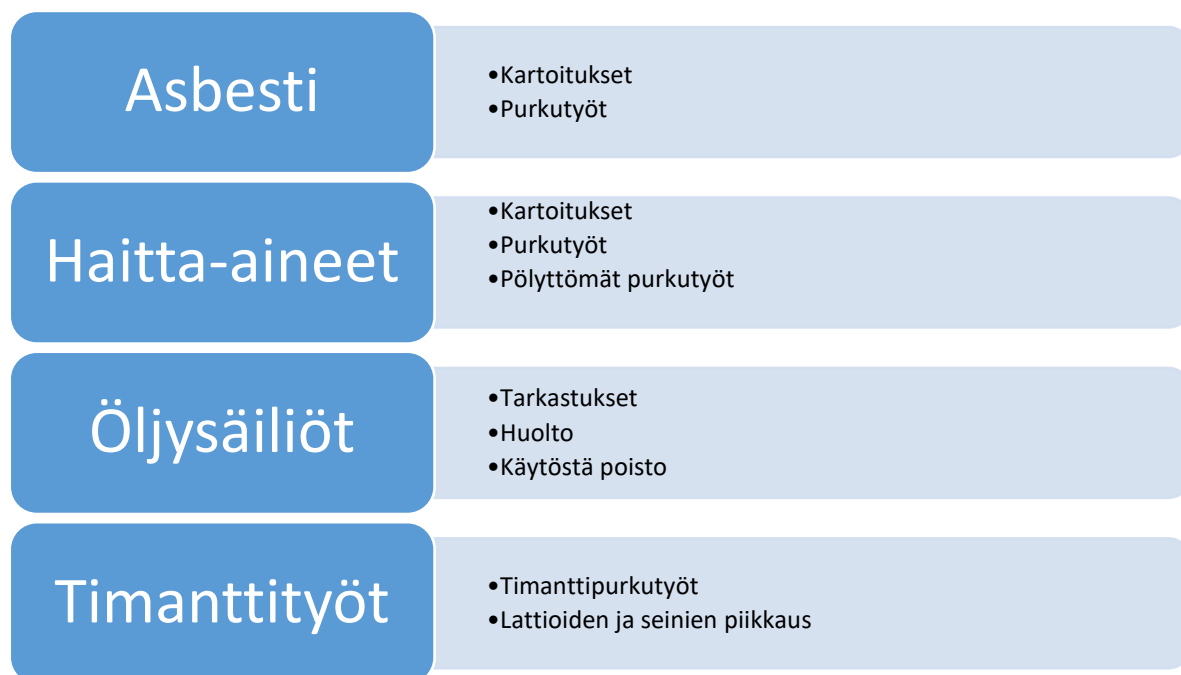 Asbesti
•Kartoitukset
•Purkutyöt
Haitta-aineet
•Kartoitukset
•Purkutyöt
•Pölyttömät purkutyöt
Öljysäiliöt
•Tarkastukset
•Huolto
•Käytöstä poisto
Timanttityöt
•Timanttipurkutyöt
•Lattioiden ja seinien piikkaus